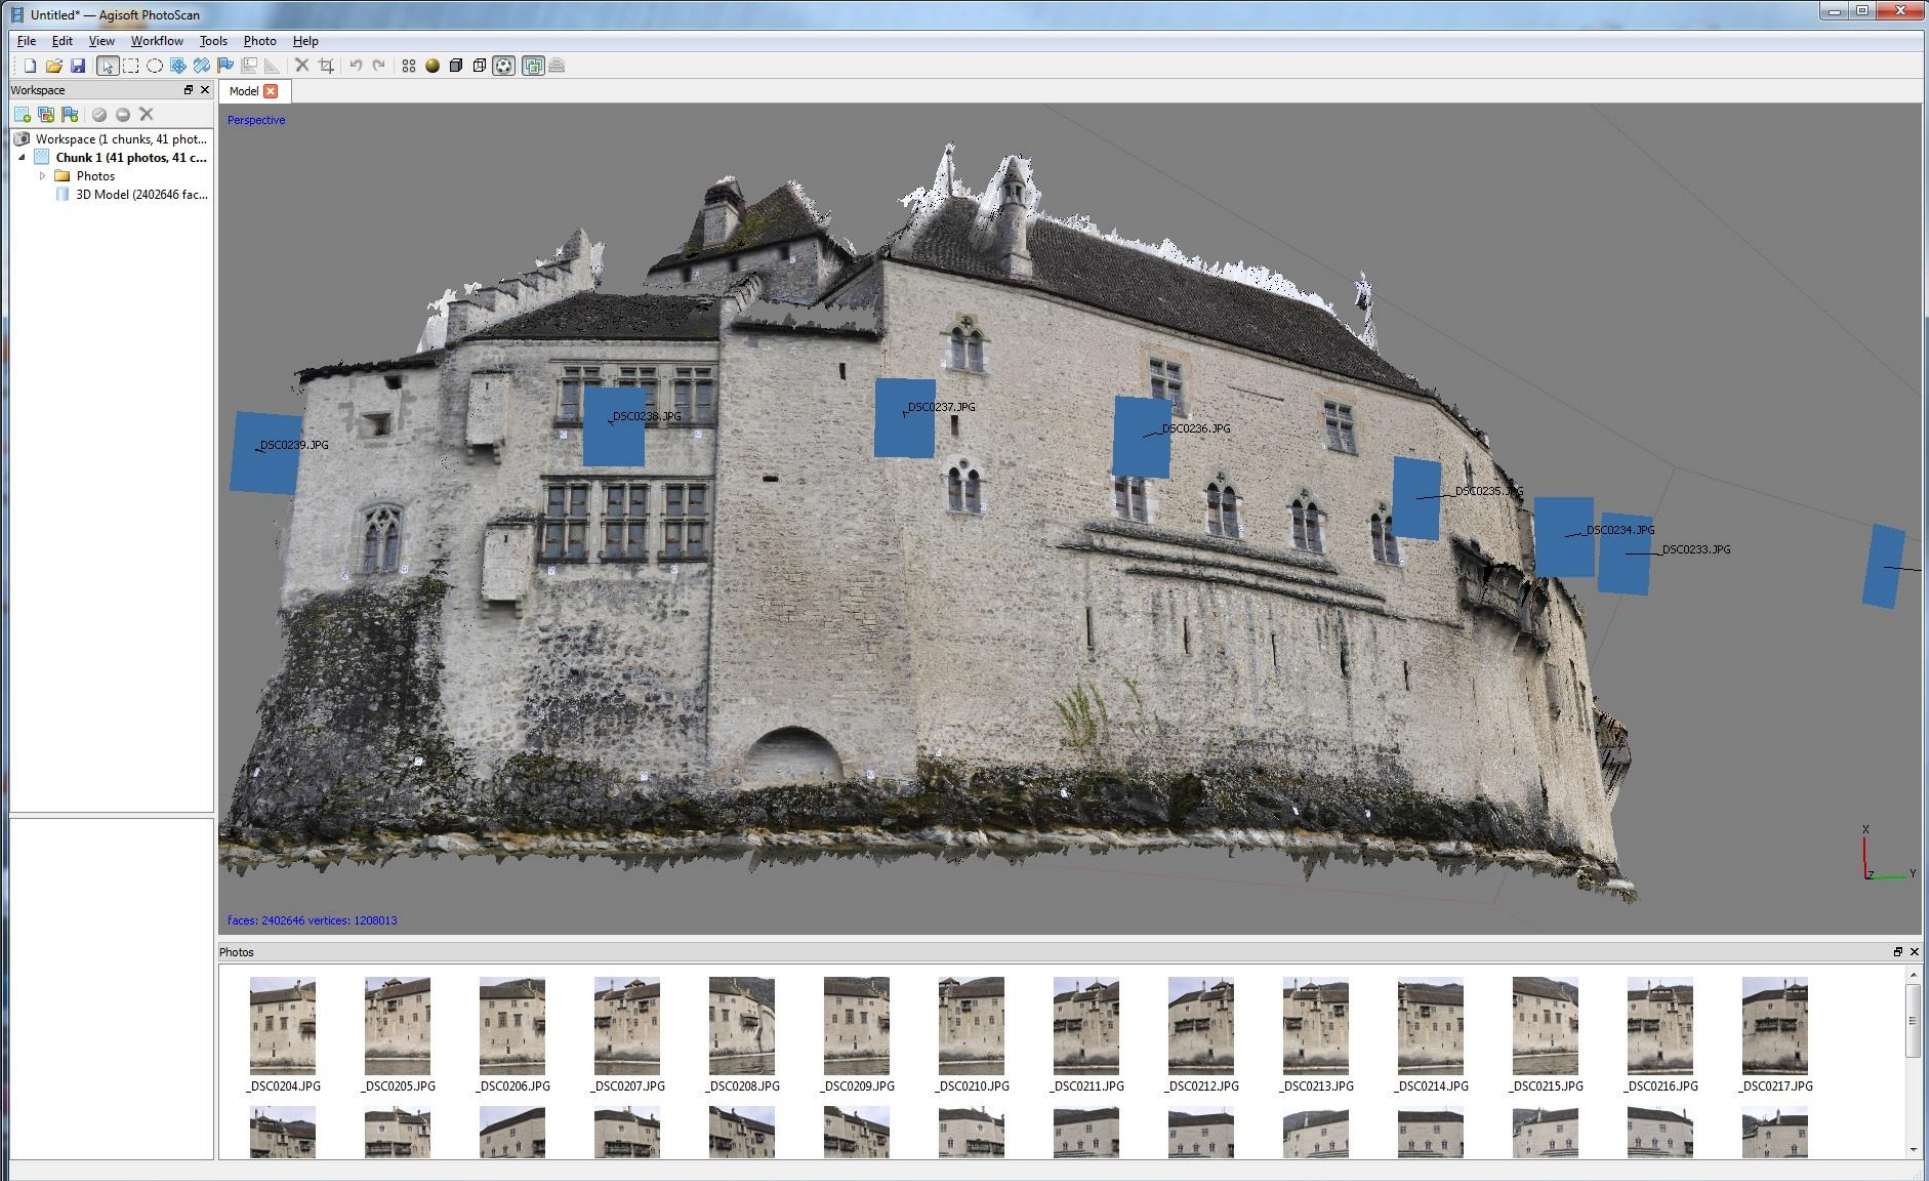 Untitled* — Agisoft PhotoScan
File Edit View Workflow Tools Photo Help
Workspace
Model
Workspace (1 chunks, 41 phot...
Chunk 1 (41 photos, 41 c...
Photos
3D Model (2402646 fac...
Perspective
_DSC0239.JPG
_DSC0238.JPG
_DSC0237.JPG
_DSC0236.JPG
_DSC0235.JPG
_DSC0234.JPG
_DSC0233.JPG
X
Z
Y
faces: 2402646 vertices: 1208013
Photos
_DSC0204.JPG _DSC0205.JPG _DSC0206.JPG _DSC0207.JPG _DSC0208.JPG _DSC0209.JPG _DSC0210.JPG _DSC0211.JPG _DSC0212.JPG _DSC0213.JPG _DSC0214.JPG _DSC0215.JPG _DSC0216.JPG _DSC0217.JPG